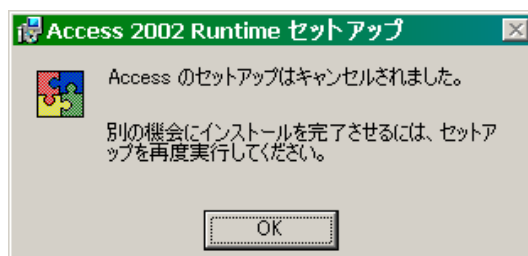 Access 2002 Runtime セットアップ
Access のセットアップはキャンセルされました。
別の機会にインストールを完了させるには、セットア
ップを再度実行してください。
OK